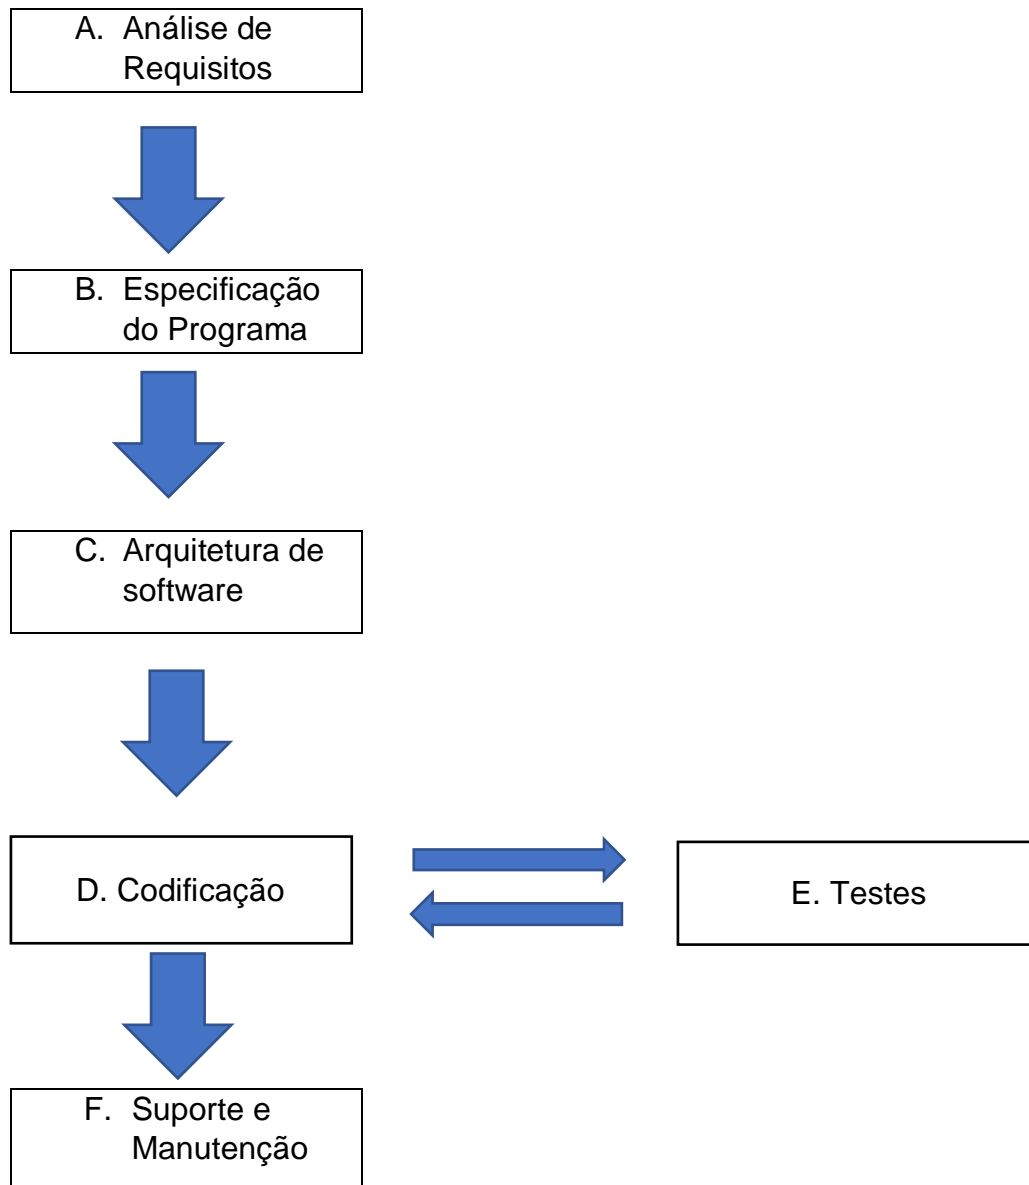 A. Análise de
Requisitos
B. Especificação
do Programa
C. Arquitetura de
software
D. Codificação
E. Testes
F. Suporte e
Manutenção